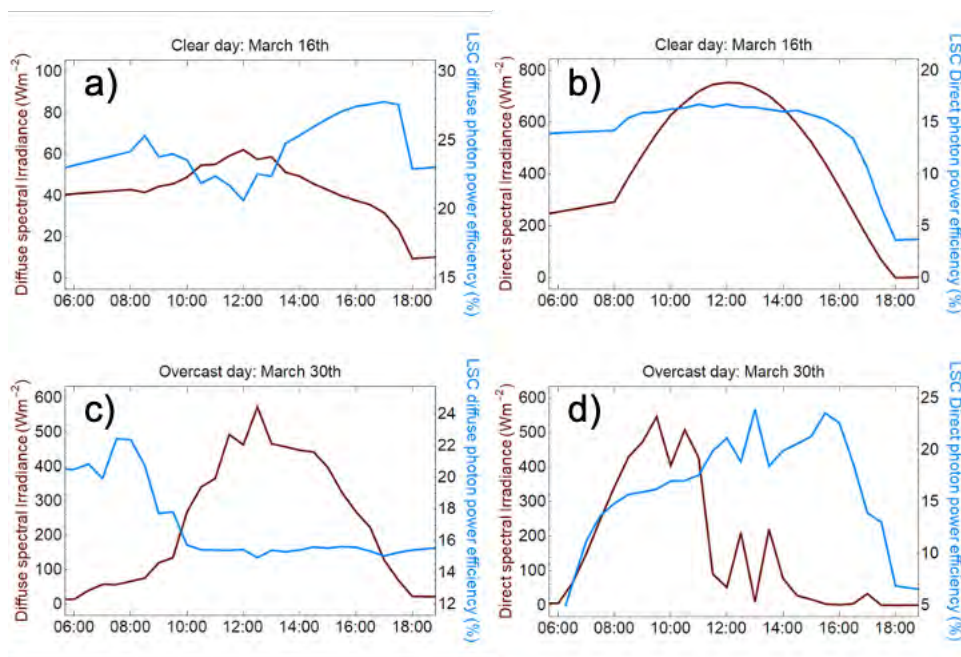 Clear day: March 16th
a)
Diffuse spectral Irradiance (Wm−2)
100
80
60
40
20
0
06:00 08:00 10:00 12:00 14:00 16:00 18:00
30
25
20
15
LSC diffuse photon power efficiency (%)
Clear day: March 16th
b)
Direct spectral Irradiance (Wm−2)
800
600
400
200
0
06:00 08:00 10:00 12:00 14:00 16:00 18:00
20
15
10
5
0
LSC Direct photon power efficiency (%)
Overcast day: March 30th
c)
Diffuse spectral Irradiance (Wm−2)
600
500
400
300
200
100
0
06:00 08:00 10:00 12:00 14:00 16:00 18:00
24
22
20
18
16
14
12
LSC diffuse photon power efficiency (%)
Overcast day: March 30th
d)
Direct spectral Irradiance (Wm−2)
600
500
400
300
200
100
0
06:00 08:00 10:00 12:00 14:00 16:00 18:00
25
20
15
10
5
LSC Direct photon power efficiency (%)